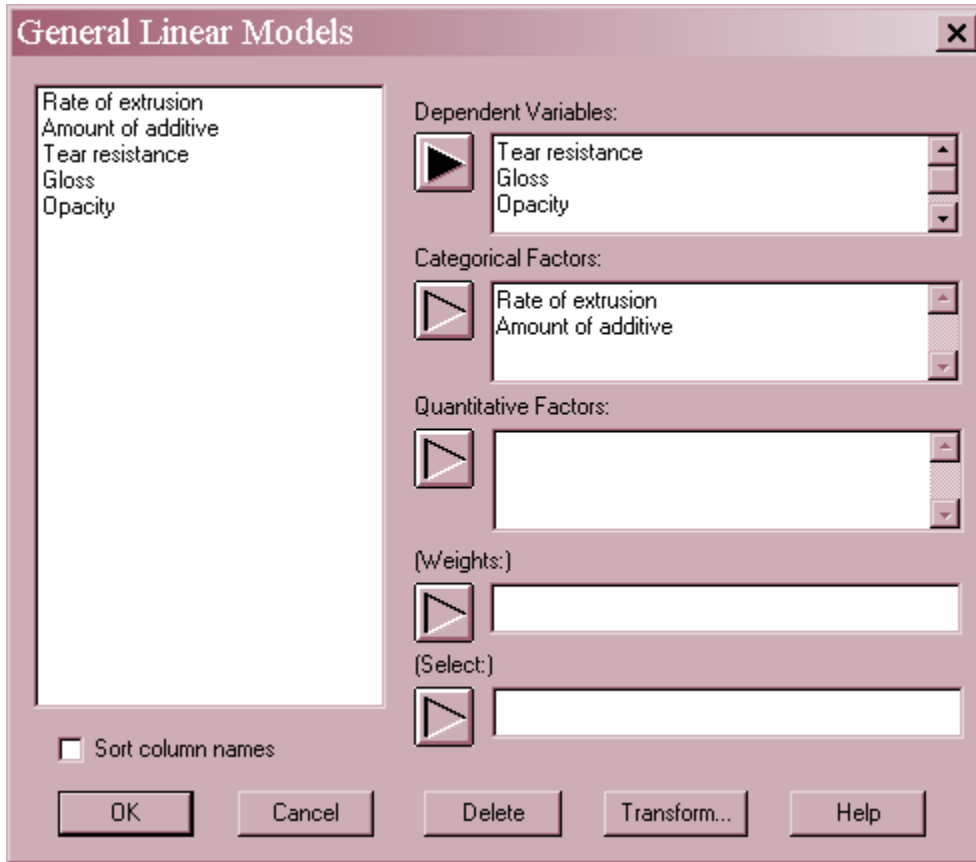 General Linear Models
Rate of extrusion
Amount of additive
Tear resistance
Gloss
Opacity
Dependent Variables:
Tear resistance
Gloss
Opacity
Categorical Factors:
Rate of extrusion
Amount of additive
Quantitative Factors:
(Weights:)
(Select:)
Sort column names
OK
Cancel
Delete
Transform...
Help